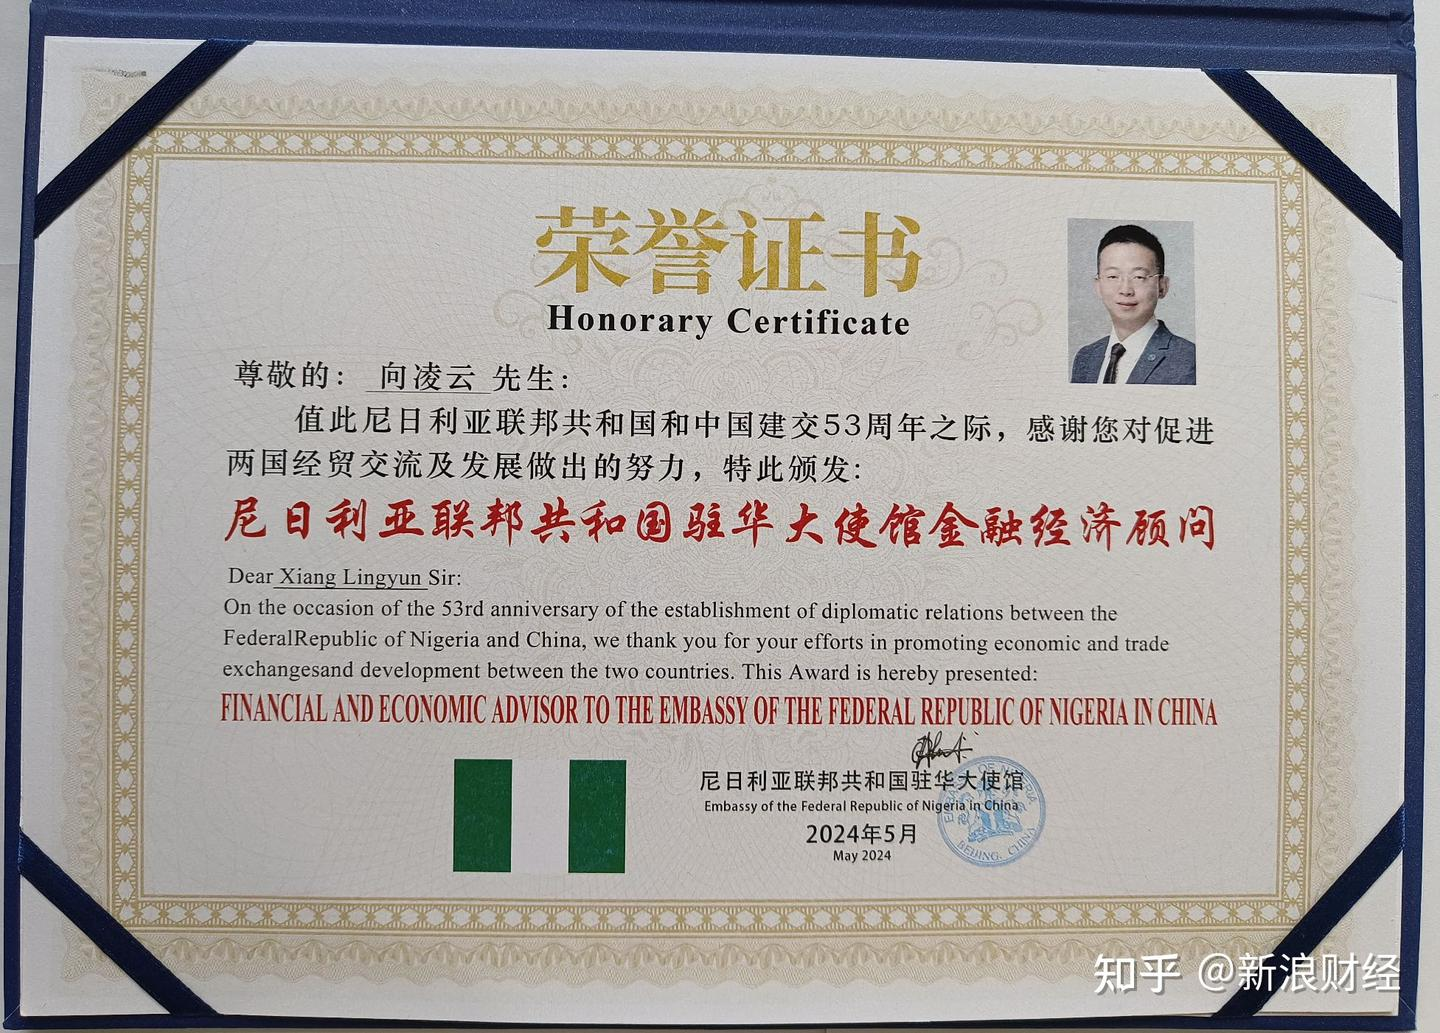 荣誉证书
Honorary Certificate
尊敬的： 向凌云 先生：
值此尼日利亚联邦共和国和中国建交53周年之际，感谢您对促进
两国经贸交流及发展做出的努力，特此颁发：
尼日利亚联邦共和国驻华大使馆金融经济顾问
Dear Xiang Lingyun Sir:
On the occasion of the 53rd anniversary of the establishment of diplomatic relations between the
FederalRepublic of Nigeria and China, we thank you for your efforts in promoting economic and trade
exchangesand development between the two countries. This Award is hereby presented:
FINANCIAL AND ECONOMIC ADVISOR TO THE EMBASSY OF THE FEDERAL REPUBLIC OF NIGERIA IN CHINA
尼日利亚联邦共和国驻华大使馆
Embassy of the Federal Republic of Nigeria in China
2024年5月
May 2024
EMBASSY OF NIGERIA
BEIJING, CHINA
知乎 @新浪财经